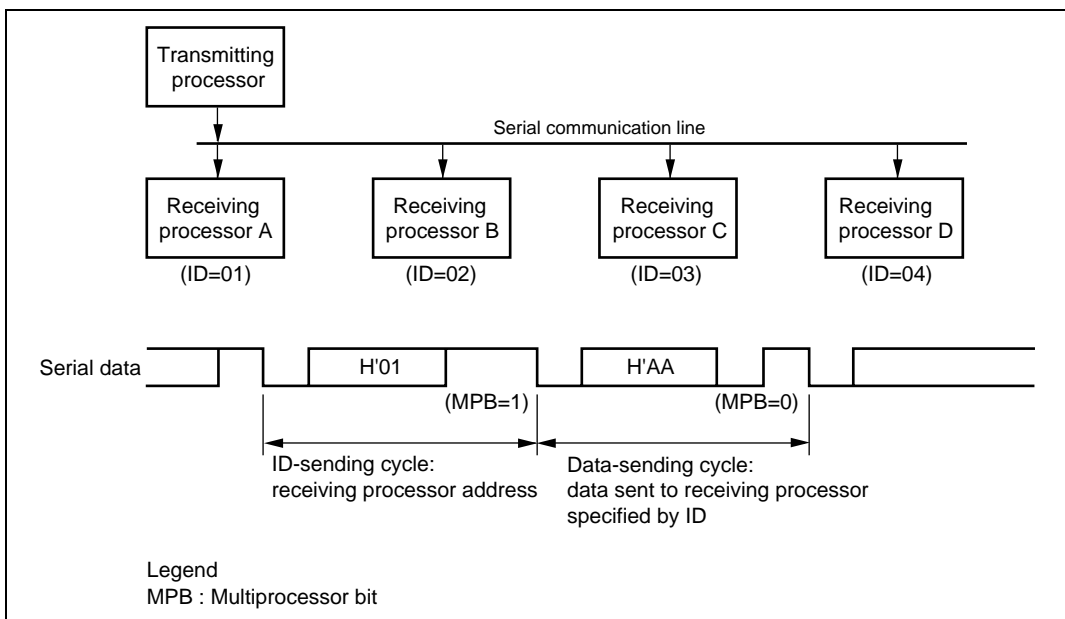 Transmitting
processor
Serial communication line
Receiving
processor A
Receiving
processor B
Receiving
processor C
Receiving
processor D
(ID=01)
(ID=02)
(ID=03)
(ID=04)
Serial data
H'01
H'AA
(MPB=1)
(MPB=0)
ID-sending cycle:
receiving processor address
Data-sending cycle:
data sent to receiving processor
specified by ID
Legend
MPB : Multiprocessor bit